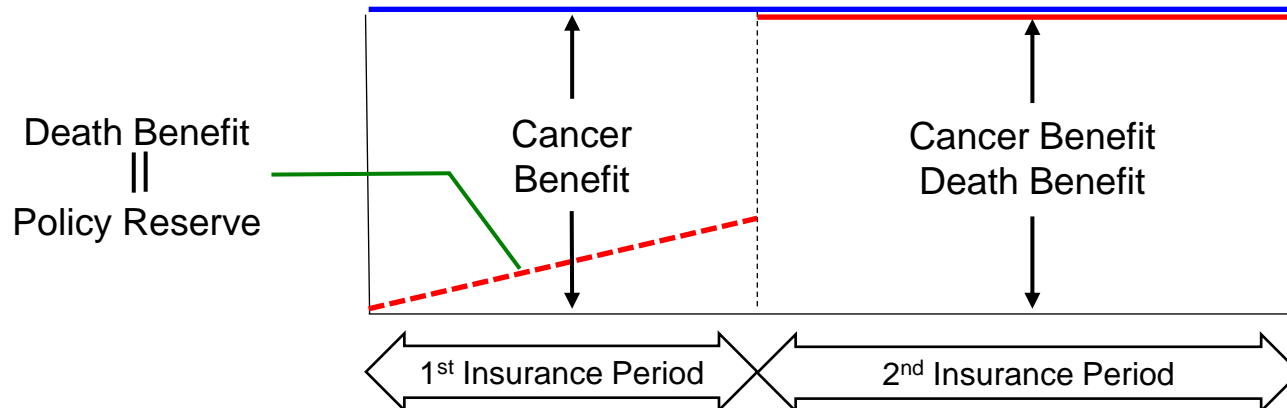 Death Benefit
||
Policy Reserve
Cancer
Benefit
Cancer Benefit
Death Benefit
1st Insurance Period
2nd Insurance Period